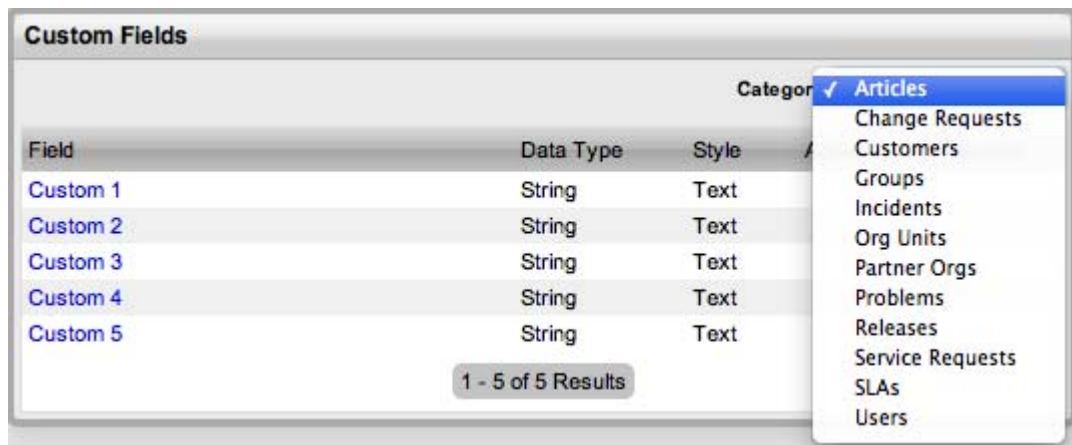 Custom Fields
Categor ✓ Articles
Change Requests
Field Data Type Style A Customers
Custom 1 String Text Groups
Incidents
Custom 2 String Text Org Units
Custom 3 String Text Partner Orgs
Custom 4 String Text Problems
Releases
Custom 5 String Text Service Requests
1 - 5 of 5 Results SLAs
Users